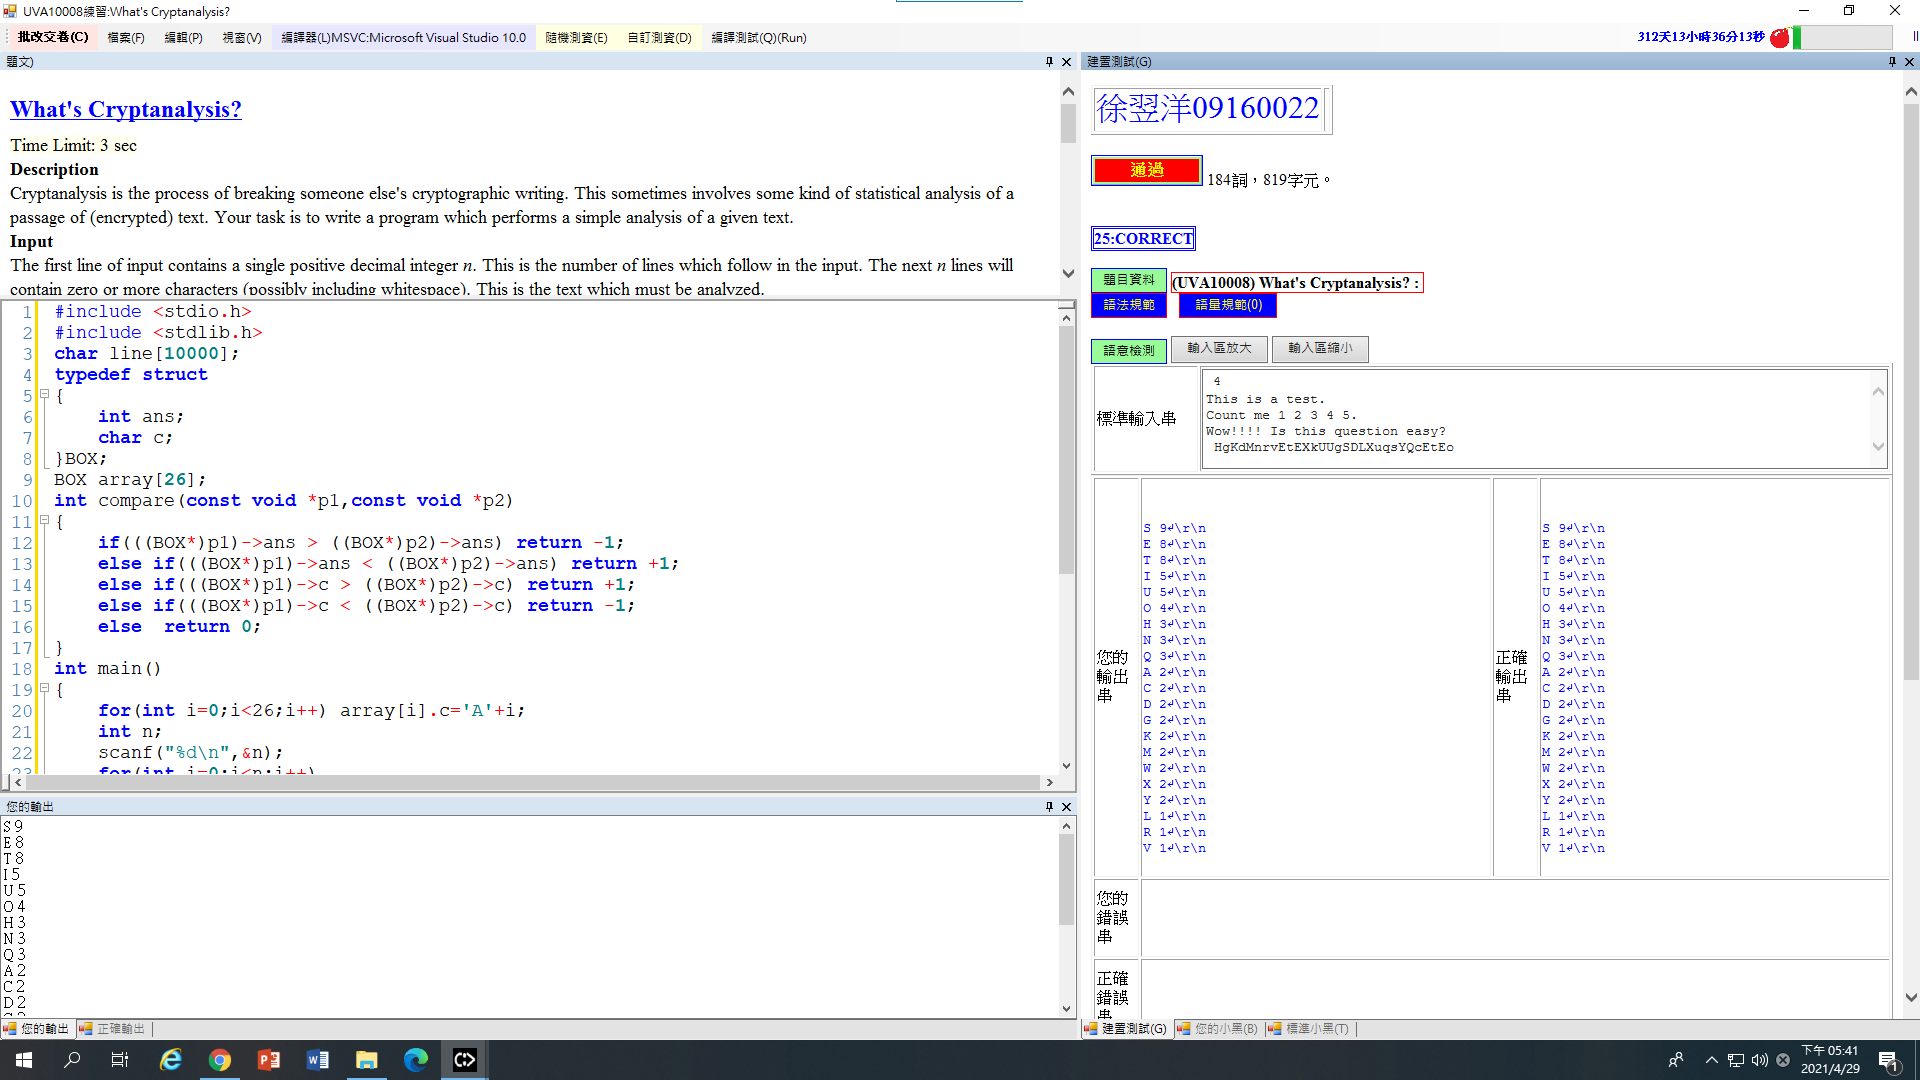 UVA10008練習:What's Cryptanalysis?
批改交卷(C) 檔案(F) 編輯(P) 視窗(V) 編譯器(L)MSVC:Microsoft Visual Studio 10.0 隨機測資(E) 自訂測資(D) 編譯測試(Q)(Run) 312天13小時36分13秒
題文)
What's Cryptanalysis?
Time Limit: 3 sec
Description
Cryptanalysis is the process of breaking someone else's cryptographic writing. This sometimes involves some kind of statistical analysis of a
passage of (encrypted) text. Your task is to write a program which performs a simple analysis of a given text.
Input
The first line of input contains a single positive decimal integer n. This is the number of lines which follow in the input. The next n lines will
contain zero or more characters (possibly including whitespace). This is the text which must be analyzed.
1 #include <stdio.h>
2 #include <stdlib.h>
3 char line[10000];
4 typedef struct
5 {
6 int ans;
7 char c;
8 }BOX;
9 BOX array[26];
10 int compare(const void *p1,const void *p2)
11 {
12 if(((BOX*)p1)->ans > ((BOX*)p2)->ans) return -1;
13 else if(((BOX*)p1)->ans < ((BOX*)p2)->ans) return +1;
14 else if(((BOX*)p1)->c > ((BOX*)p2)->c) return +1;
15 else if(((BOX*)p1)->c < ((BOX*)p2)->c) return -1;
16 else return 0;
17 }
18 int main()
19 {
20 for(int i=0;i<26;i++) array[i].c='A'+i;
21 int n;
22 scanf("%d\n",&n);
23 for(int i=0;i<n;i++)
您的輸出
S 9
E 8
T 8
I 5
U 5
O 4
H 3
N 3
Q 3
A 2
C 2
D 2
您的輸出 正確輸出
建置測試(G)
徐翌洋09160022
通過 184詞，819字元。
25:CORRECT
題目資料 (UVA10008) What's Cryptanalysis? :
語法規範 語量規範(0)
語意檢測 輸入區放大 輸入區縮小
標準輸入串
4
This is a test.
Count me 1 2 3 4 5.
Wow!!!! Is this question easy?
HgKdMnrvEtEXkUUgSDLXuqsYQcEtEo
您的輸出串
S 9↲\r\n
E 8↲\r\n
T 8↲\r\n
I 5↲\r\n
U 5↲\r\n
O 4↲\r\n
H 3↲\r\n
N 3↲\r\n
Q 3↲\r\n
A 2↲\r\n
C 2↲\r\n
D 2↲\r\n
G 2↲\r\n
K 2↲\r\n
M 2↲\r\n
W 2↲\r\n
X 2↲\r\n
Y 2↲\r\n
L 1↲\r\n
R 1↲\r\n
V 1↲\r\n
正確輸出串
S 9↲\r\n
E 8↲\r\n
T 8↲\r\n
I 5↲\r\n
U 5↲\r\n
O 4↲\r\n
H 3↲\r\n
N 3↲\r\n
Q 3↲\r\n
A 2↲\r\n
C 2↲\r\n
D 2↲\r\n
G 2↲\r\n
K 2↲\r\n
M 2↲\r\n
W 2↲\r\n
X 2↲\r\n
Y 2↲\r\n
L 1↲\r\n
R 1↲\r\n
V 1↲\r\n
您的錯誤串
正確錯誤串
建置測試(G) 您的小黑(B) 標準小黑(T)
下午 05:41
2021/4/29
1